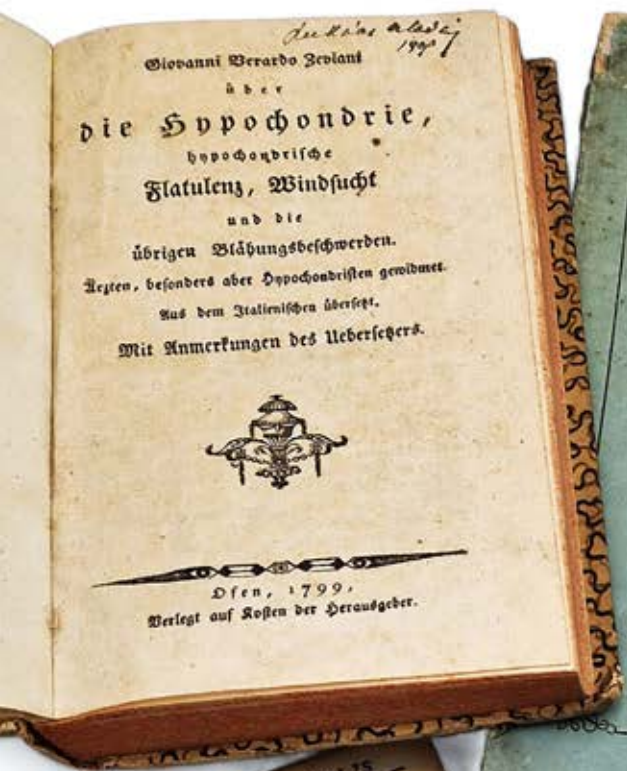 Giovanni Verardo Zeviani
über
die Hypochondrie,
hypochondrische
Flatulenz, Windsucht
und die
übrigen Blähungsbeschwerden.
Ärzten, besonders aber Hypochondristen gewidmet.
Aus dem Italienischen übersetzt.
Mit Anmerkungen des Uebersetzers.
Ofen, 1799,
Verlegt auf Kosten der Herausgeber.